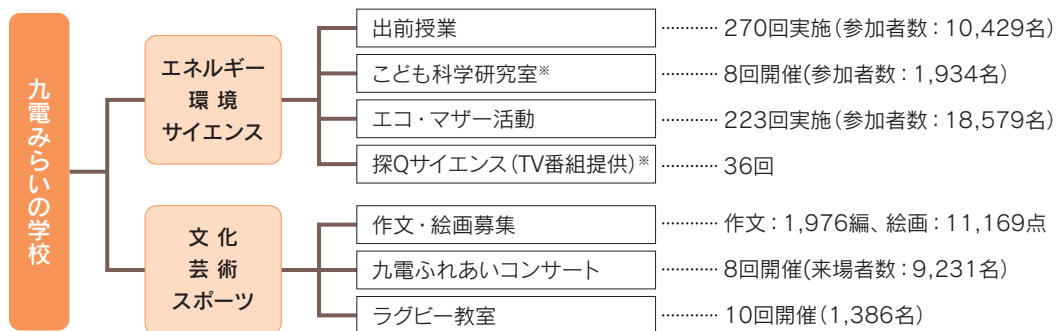 九電みらいの学校
エネルギー
環境
サイエンス
出前授業 ………… 270回実施(参加者数：10,429名)
こども科学研究室※ ………… 8回開催(参加者数：1,934名)
エコ・マザー活動 ………… 223回実施(参加者数：18,579名)
探Qサイエンス(TV番組提供)※ ………… 36回
文化
芸術
スポーツ
作文・絵画募集 ………… 作文：1,976編、絵画：11,169点
九電ふれあいコンサート ………… 8回開催(来場者数：9,231名)
ラグビー教室 ………… 10回開催(1,386名)